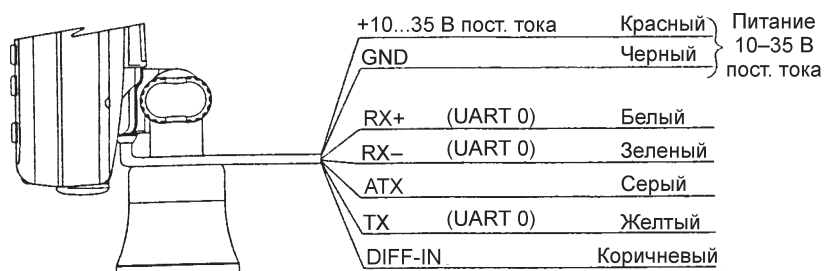 +10...35 В пост. тока Красный
GND Черный
Питание
10–35 В
пост. тока
RX+ (UART 0) Белый
RX– (UART 0) Зеленый
ATX Серый
TX (UART 0) Желтый
DIFF-IN Коричневый